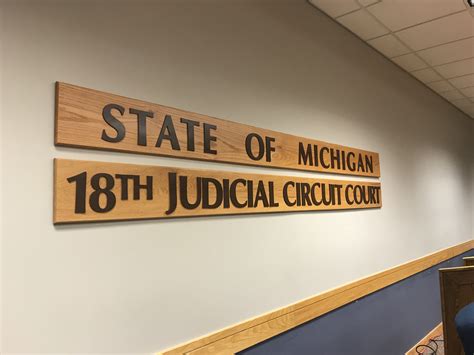 STATE OF MICHIGAN
18TH JUDICIAL CIRCUIT COURT